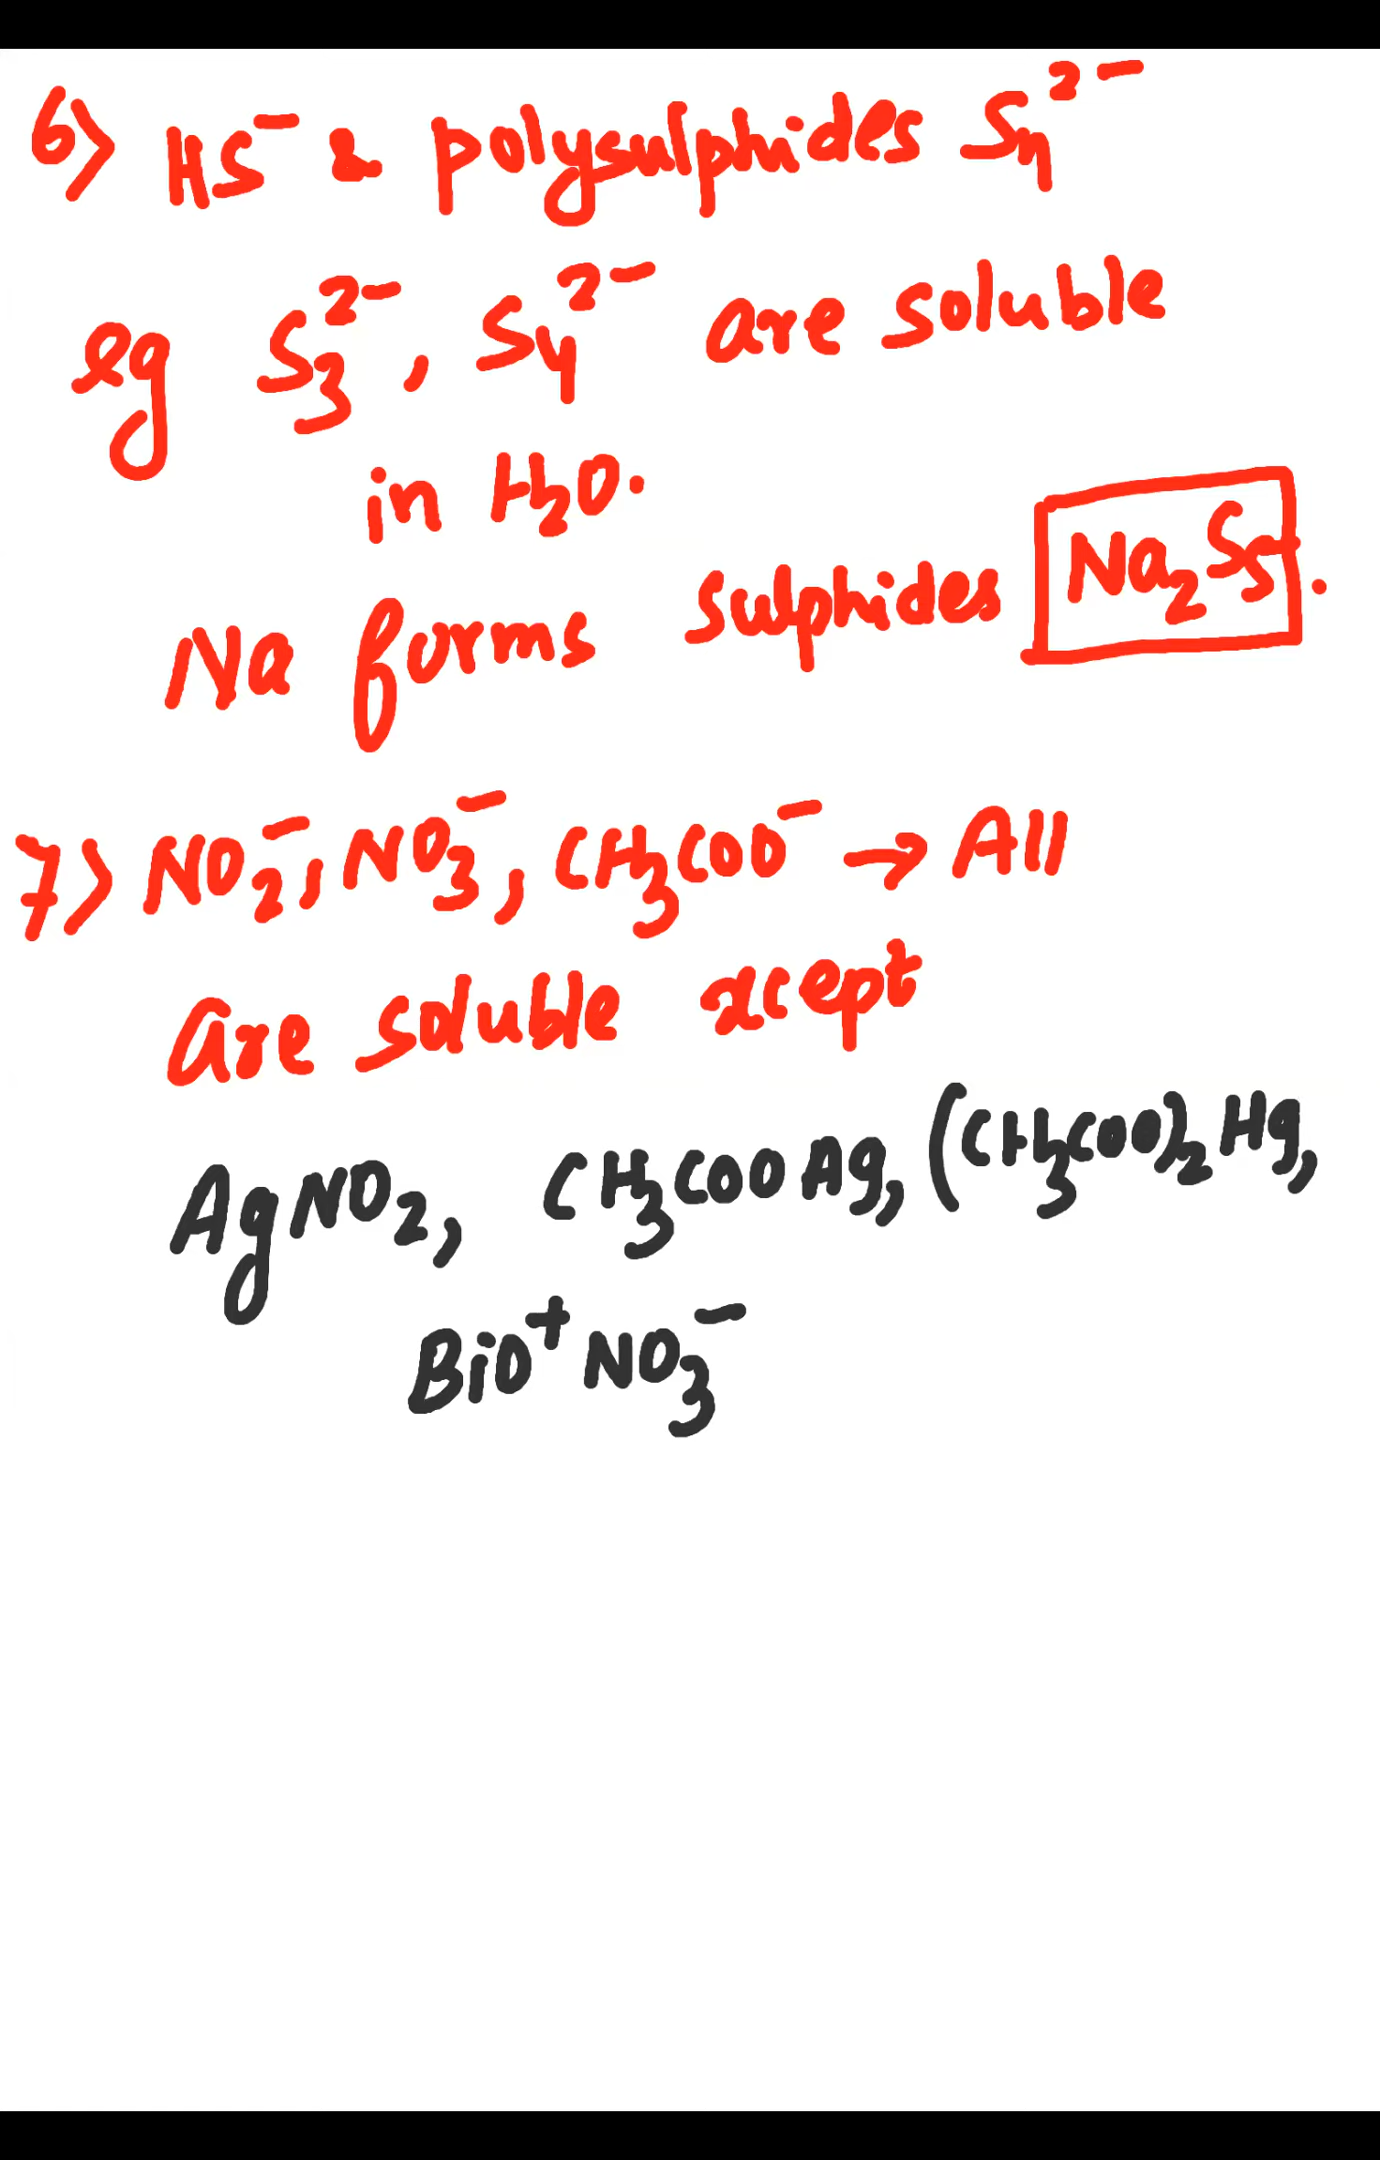 6) HS⁻ & polysulphides Sn²⁻
eg S₃²⁻, S₄²⁻ are soluble
in H₂O.
Na forms sulphides Na₂S₅.
7) NO₂⁻, NO₃⁻, CH₃COO⁻ → All
are soluble xcept
AgNO₂, CH₃COOAg, (CH₃COO)₂Hg,
BiO⁺NO₃⁻